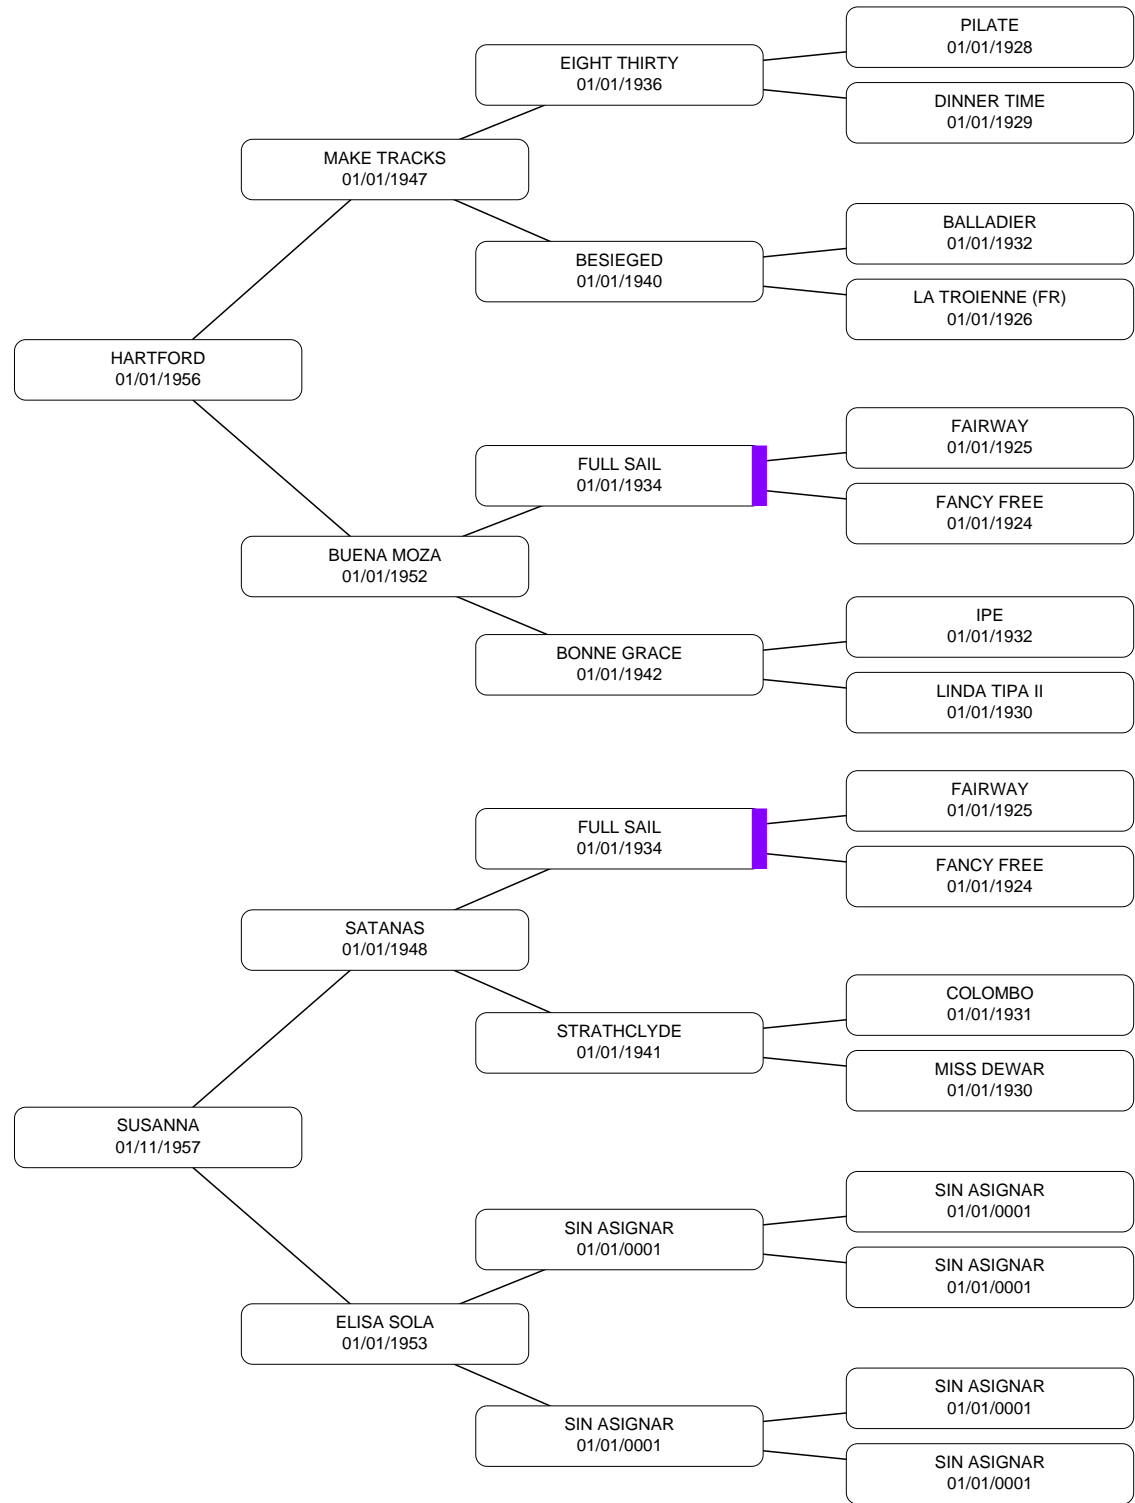 PILATE
01/01/1928
EIGHT THIRTY
01/01/1936
DINNER TIME
01/01/1929
MAKE TRACKS
01/01/1947
BALLADIER
01/01/1932
BESIEGED
01/01/1940
LA TROIENNE (FR)
01/01/1926
HARTFORD
01/01/1956
FAIRWAY
01/01/1925
FULL SAIL
01/01/1934
FANCY FREE
01/01/1924
BUENA MOZA
01/01/1952
IPE
01/01/1932
BONNE GRACE
01/01/1942
LINDA TIPA II
01/01/1930
FAIRWAY
01/01/1925
FULL SAIL
01/01/1934
FANCY FREE
01/01/1924
SATANAS
01/01/1948
COLOMBO
01/01/1931
STRATHCLYDE
01/01/1941
MISS DEWAR
01/01/1930
SUSANNA
01/11/1957
SIN ASIGNAR
01/01/0001
SIN ASIGNAR
01/01/0001
SIN ASIGNAR
01/01/0001
ELISA SOLA
01/01/1953
SIN ASIGNAR
01/01/0001
SIN ASIGNAR
01/01/0001
SIN ASIGNAR
01/01/0001